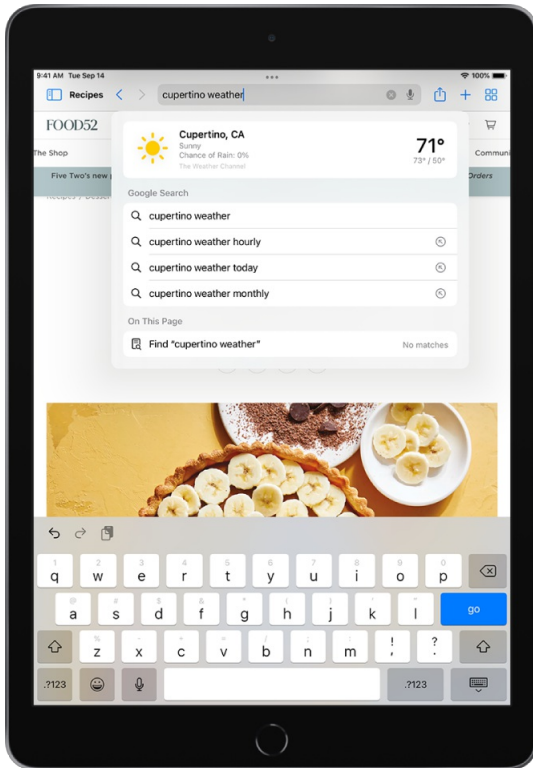 9:41 AM Tue Sep 14
100%
Recipes
cupertino weather
FOOD52
The Shop
Communi
Five Two's new
Orders
Recipes / Desser
Cupertino, CA
Sunny
Chance of Rain: 0%
The Weather Channel
71°
73° / 50°
Google Search
cupertino weather
cupertino weather hourly
cupertino weather today
cupertino weather monthly
On This Page
Find “cupertino weather”
No matches
1 2 3 4 5 6 7 8 9 0
q w e r t y u i o p
@ # $ & * ( ) ' "
a s d f g h j k l
go
% - + = / ; : ! ?
z x c v b n m , .
.?123
.?123